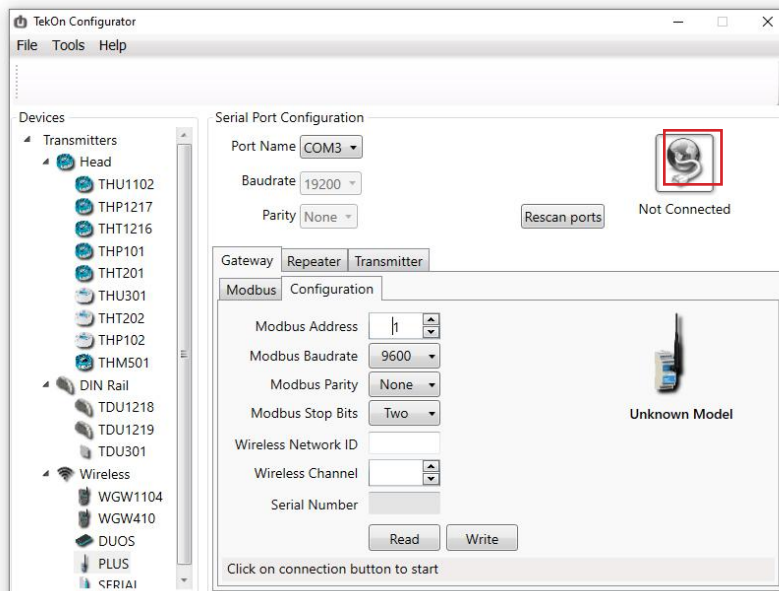 TekOn Configurator
File Tools Help
Devices
Transmitters
Head
THU1102
THP1217
THT1216
THP101
THT201
THU301
THT202
THP102
THM501
DIN Rail
TDU1218
TDU1219
TDU301
Wireless
WGW1104
WGW410
DUOS
PLUS
SERIAL
Serial Port Configuration
Port Name COM3
Baudrate 19200
Parity None
Rescan ports
Not Connected
Gateway Repeater Transmitter
Modbus Configuration
Modbus Address 1
Modbus Baudrate 9600
Modbus Parity None
Modbus Stop Bits Two
Wireless Network ID
Wireless Channel
Serial Number
Read Write
Unknown Model
Click on connection button to start